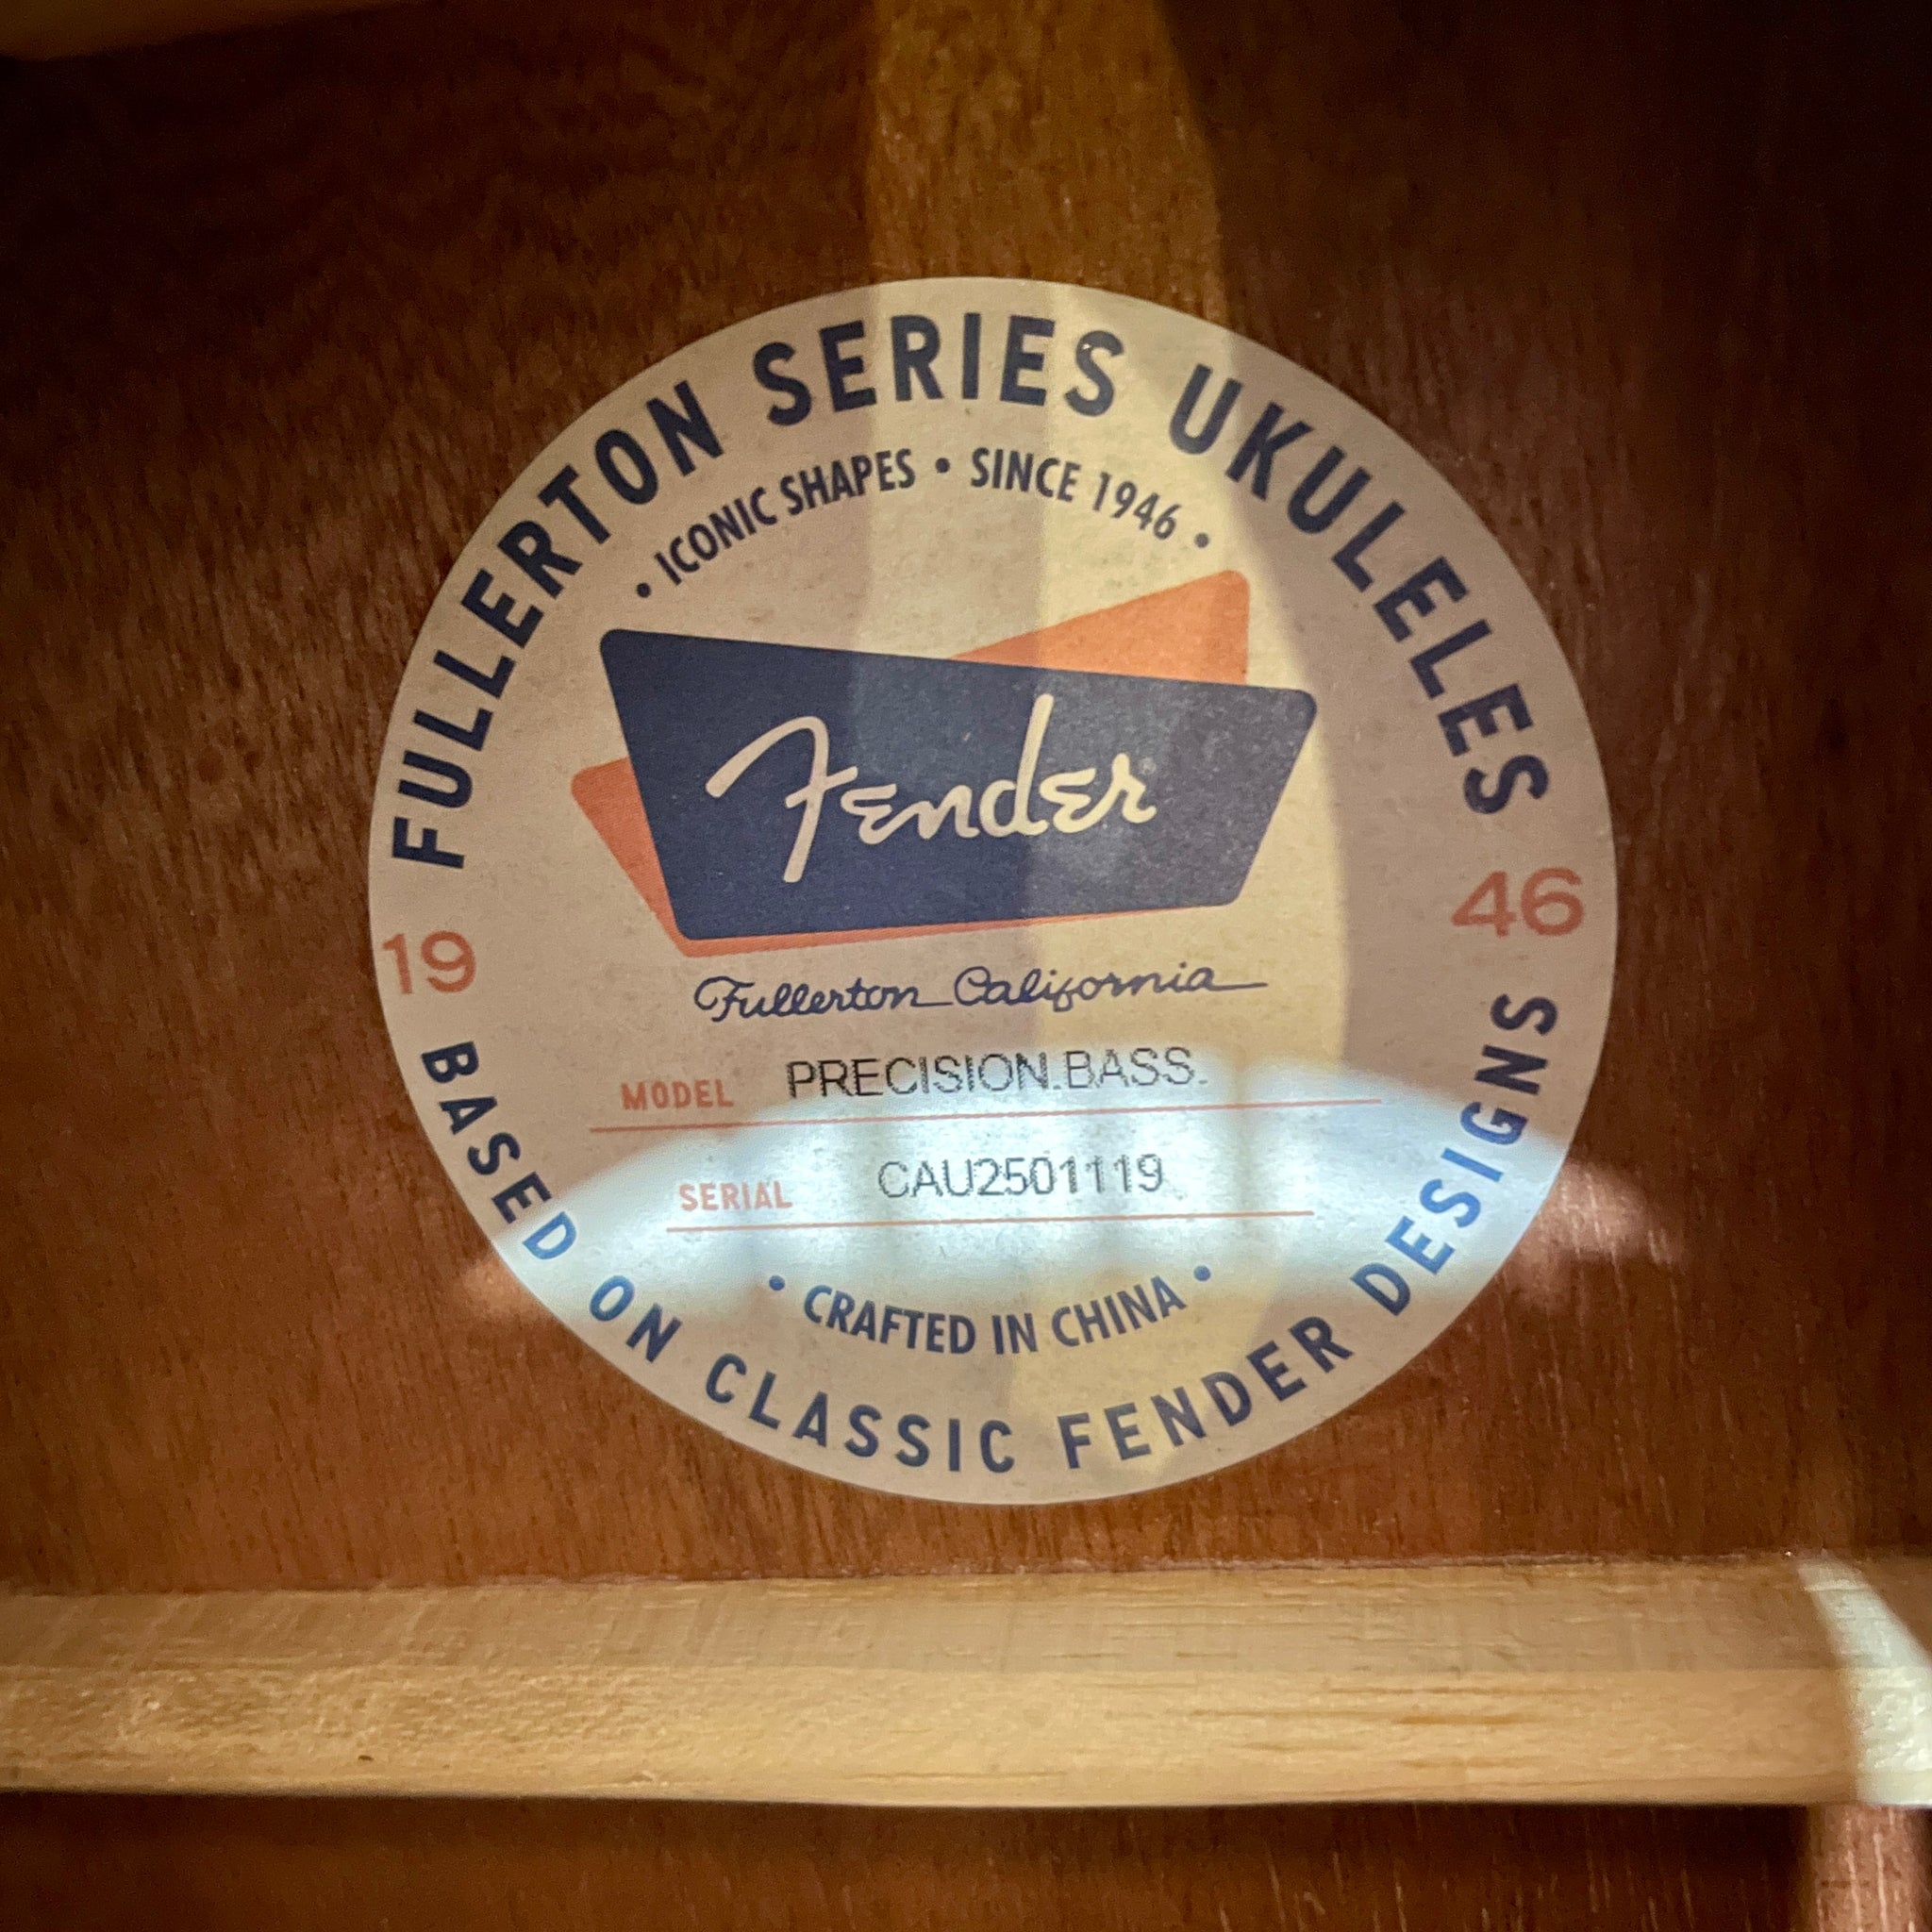 FULLERTON SERIES UKULELES
• ICONIC SHAPES • SINCE 1946 •
Fender
19 46
Fullerton California
MODEL PRECISION.BASS.
SERIAL CAU2501119
• CRAFTED IN CHINA •
BASED ON CLASSIC FENDER DESIGNS